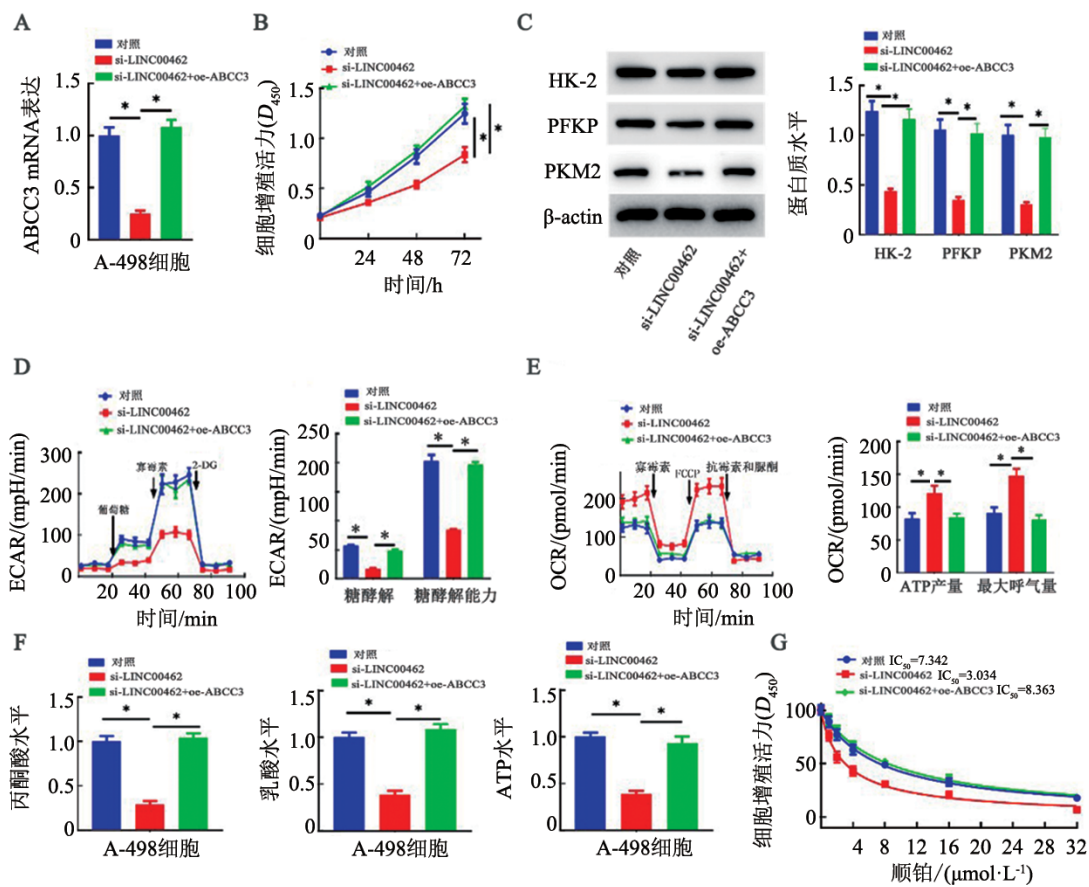 A
对照
si-LINC00462
si-LINC00462+oe-ABCC3
ABCC3 mRNA表达
1.5
1.0
0.5
0
* *
A-498细胞
B
对照
si-LINC00462
si-LINC00462+oe-ABCC3
细胞增殖活力(D450)
1.5
1.0
0.5
0
24 48 72
时间/h
* *
C
HK-2
PFKP
PKM2
β-actin
对照
si-LINC00462
si-LINC00462+
oe-ABCC3
对照
si-LINC00462
si-LINC00462+oe-ABCC3
蛋白质水平
1.5
1.0
0.5
0
* * * * * *
HK-2 PFKP PKM2
D
对照
si-LINC00462
si-LINC00462+oe-ABCC3
ECAR/(mpH/min)
300
200
100
0
葡萄糖
寡霉素
2-DG
0 20 40 60 80 100
时间/min
对照
si-LINC00462
si-LINC00462+oe-ABCC3
ECAR/(mpH/min)
250
200
150
100
50
0
* * * *
糖酵解 糖酵解能力
E
对照
si-LINC00462
si-LINC00462+oe-ABCC3
OCR/(pmol/min)
300
200
100
0
寡霉素
FCCP
抗霉素和脲酮
0 20 40 60 80 100
时间/min
对照
si-LINC00462
si-LINC00462+oe-ABCC3
OCR/(pmol/min)
200
150
100
50
0
* * * *
ATP产量 最大呼气量
F
对照
si-LINC00462
si-LINC00462+oe-ABCC3
丙酮酸水平
1.5
1.0
0.5
0
* *
A-498细胞
对照
si-LINC00462
si-LINC00462+oe-ABCC3
乳酸水平
1.5
1.0
0.5
0
* *
A-498细胞
对照
si-LINC00462
si-LINC00462+oe-ABCC3
ATP水平
1.5
1.0
0.5
0
* *
A-498细胞
G
对照 IC50=7.342
si-LINC00462 IC50=3.034
si-LINC00462+oe-ABCC3 IC50=8.363
细胞增殖活力(D450)
100
50
0
4 8 12 16 20 24 28 32
顺铂/(μmol·L-1)